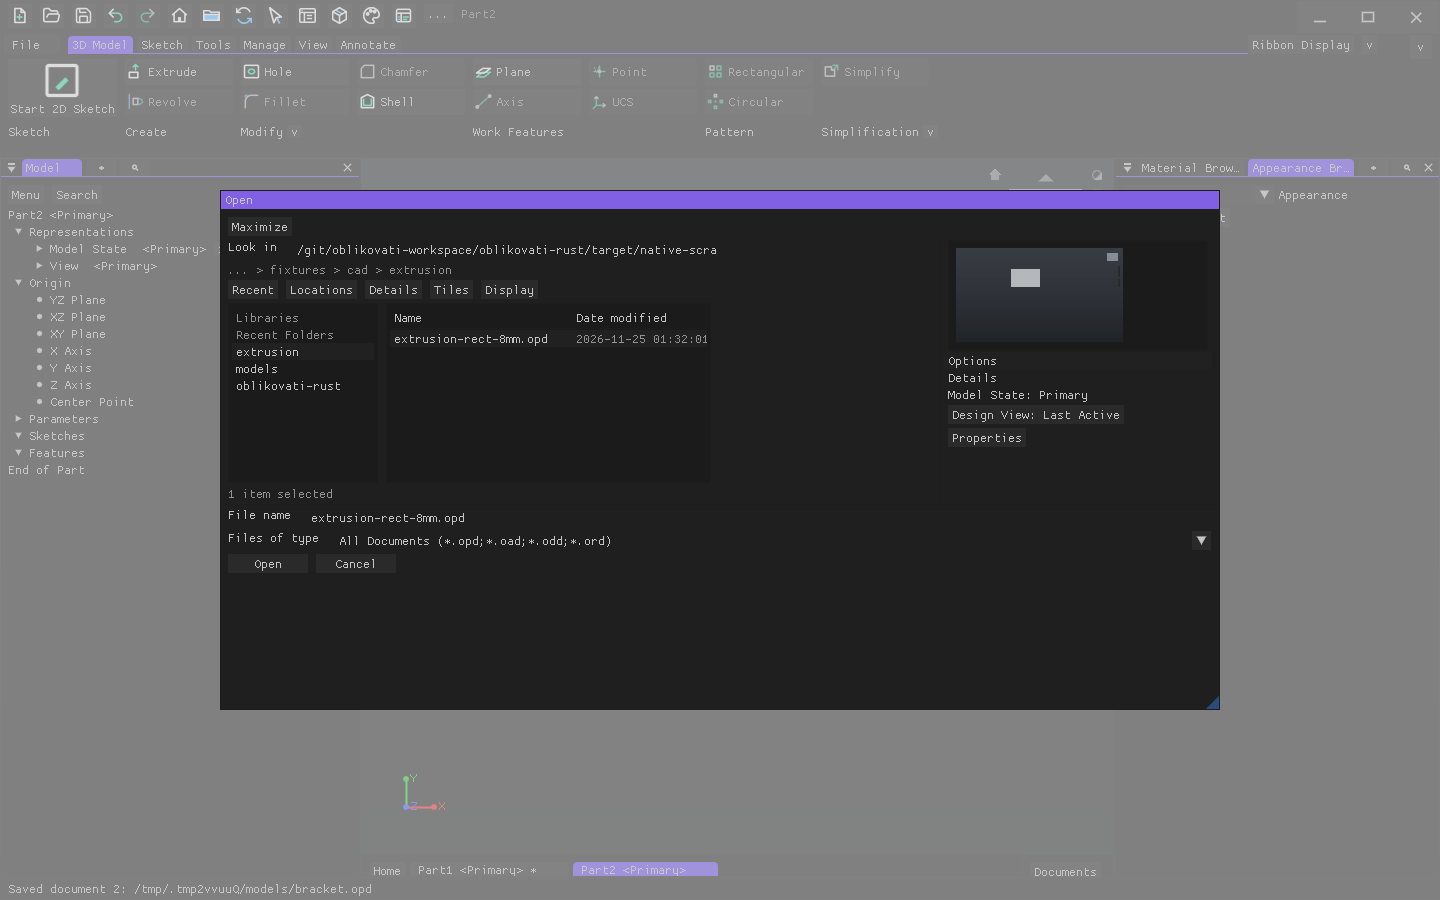 ... Part2
File 3D Model Sketch Tools Manage View Annotate Ribbon Display v v
Start 2D Sketch
Extrude
Revolve
Hole
Fillet
Chamfer
Shell
Plane
Axis
Point
UCS
Rectangular
Circular
Simplify
Sketch Create Modify v Work Features Pattern Simplification v
Model
Material Brow… Appearance Br…
Menu Search
Appearance
Part2 <Primary>
Representations
Model State <Primary>
View <Primary>
Origin
YZ Plane
XZ Plane
XY Plane
X Axis
Y Axis
Z Axis
Center Point
Parameters
Sketches
Features
End of Part
Open
Maximize
Look in /git/oblikovati-workspace/oblikovati-rust/target/native-scra
... > fixtures > cad > extrusion
Recent Locations Details Tiles Display
Libraries
Recent Folders
extrusion
models
oblikovati-rust
Name Date modified
extrusion-rect-8mm.opd 2026-11-25 01:32:01
Options
Details
Model State: Primary
Design View: Last Active
Properties
1 item selected
File name extrusion-rect-8mm.opd
Files of type All Documents (*.opd;*.oad;*.odd;*.ord)
Open Cancel
Y
Z X
Home Part1 <Primary> * Part2 <Primary> Documents
Saved document 2: /tmp/.tmp2vvuuQ/models/bracket.opd